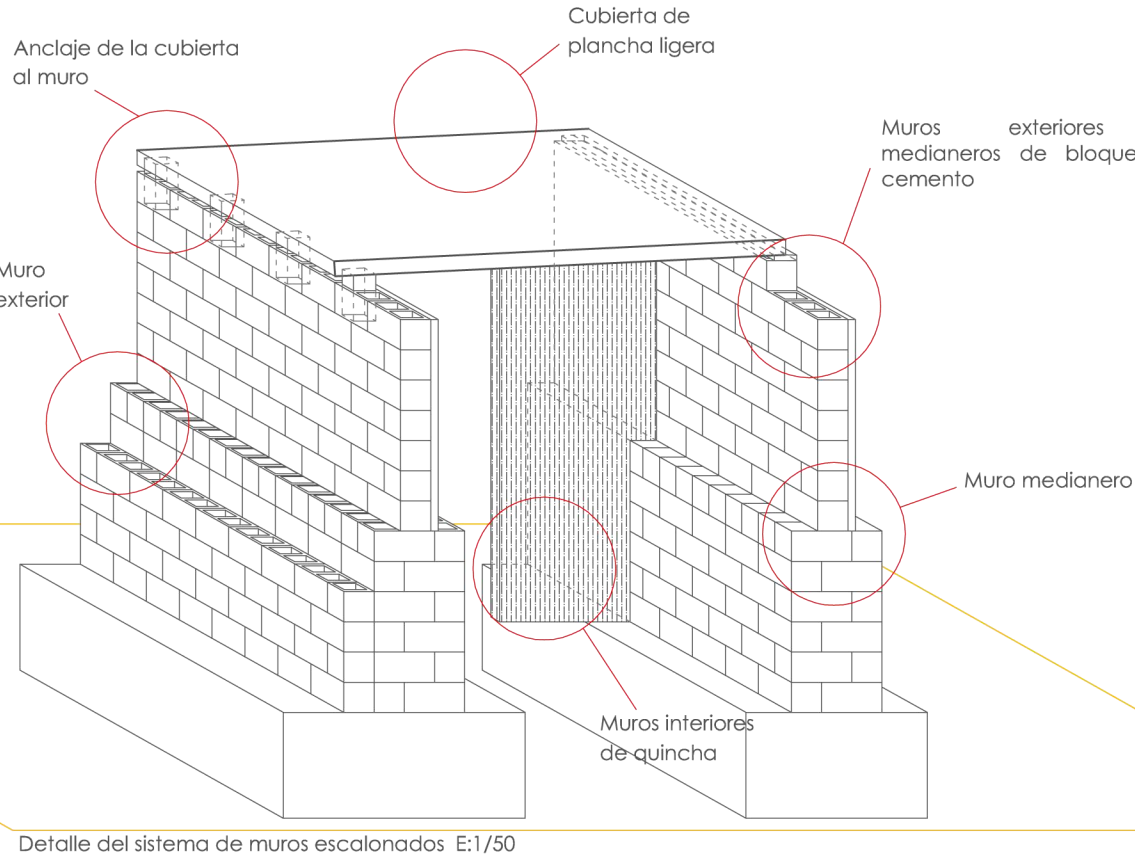 Cubierta de
plancha ligera
Anclaje de la cubierta
al muro
Muros exteriores
medianeros de bloque
cemento
Muro
exterior
Muro medianero
Muros interiores
de quincha
Detalle del sistema de muros escalonados E:1/50